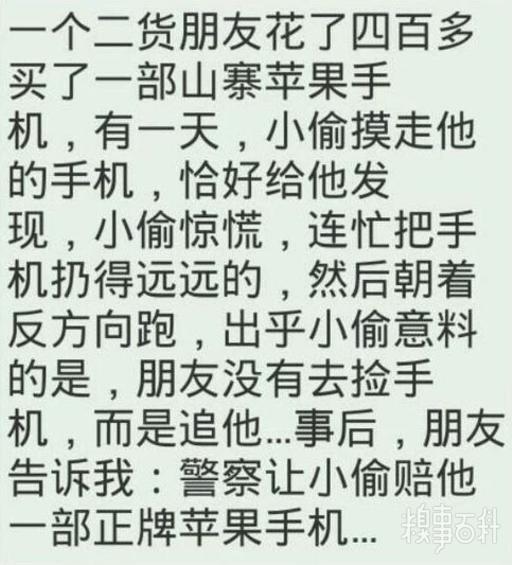 一个二货朋友花了四百多
买了一部山寨苹果手
机，有一天，小偷摸走他
的手机，恰好给他发
现，小偷惊慌，连忙把手
机扔得远远的，然后朝着
反方向跑，出乎小偷意料
的是，朋友没有去捡手
机，而是追他...事后，朋友
告诉我：警察让小偷赔他
一部正牌苹果手机...
糗事百科